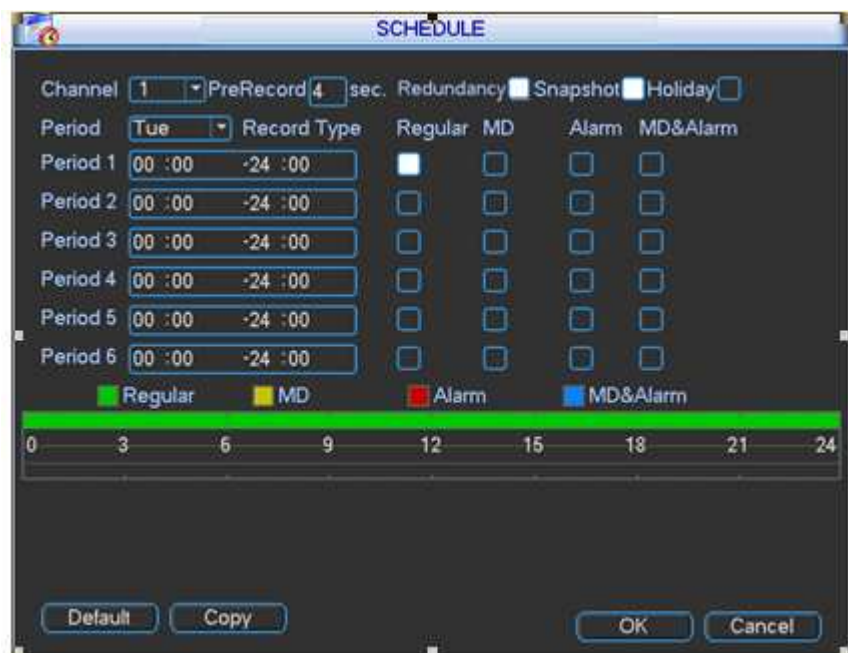 SCHEDULE
Channel 1 PreRecord 4 sec. Redundancy Snapshot Holiday
Period Tue Record Type Regular MD Alarm MD&Alarm
Period 1 00 :00 -24 :00
Period 2 00 :00 -24 :00
Period 3 00 :00 -24 :00
Period 4 00 :00 -24 :00
Period 5 00 :00 -24 :00
Period 6 00 :00 -24 :00
Regular MD Alarm MD&Alarm
0 3 6 9 12 15 18 21 24
Default Copy OK Cancel